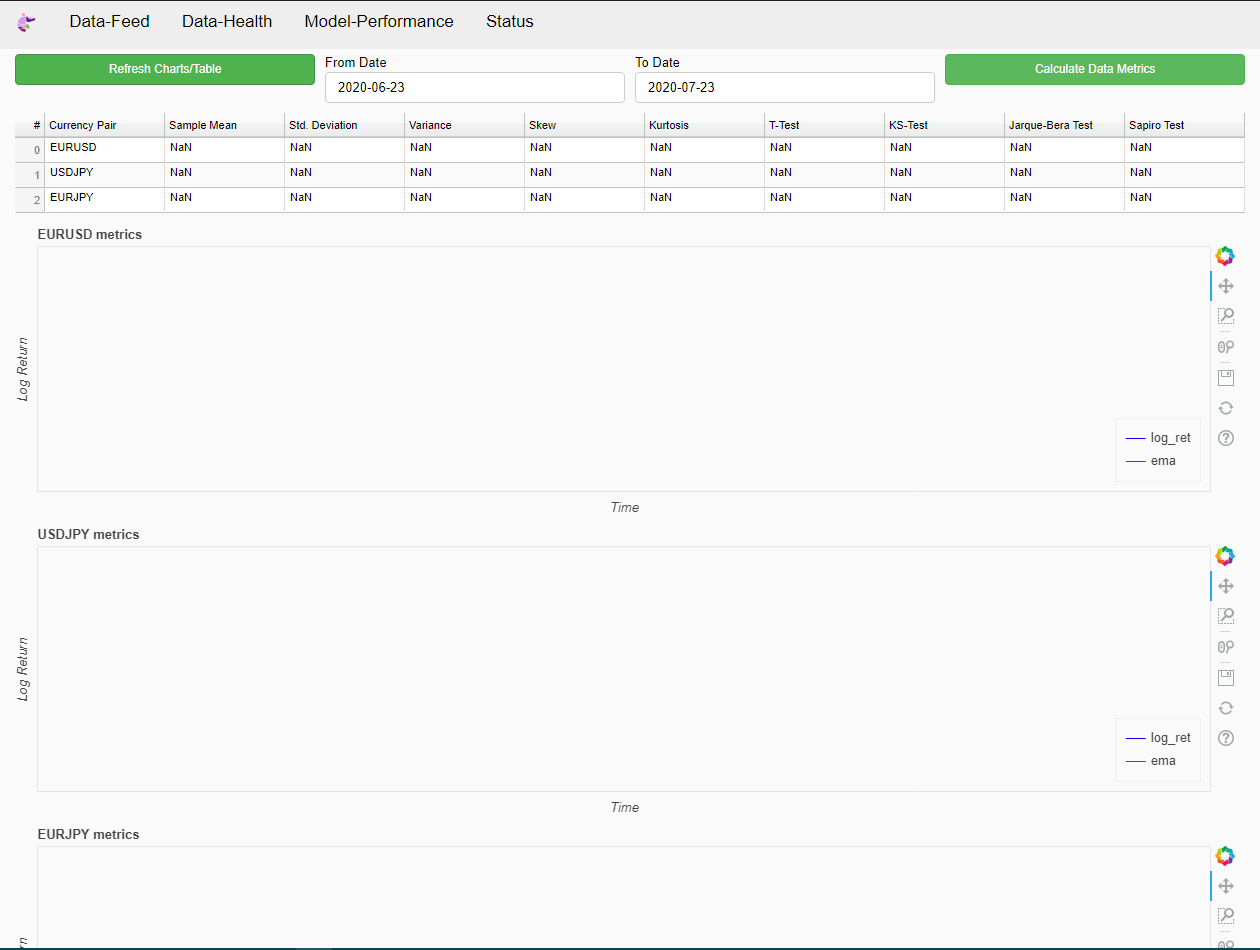 Data-Feed Data-Health Model-Performance Status
Refresh Charts/Table From Date To Date Calculate Data Metrics
2020-06-23 2020-07-23
# Currency Pair Sample Mean Std. Deviation Variance Skew Kurtosis T-Test KS-Test Jarque-Bera Test Sapiro Test
0 EURUSD NaN NaN NaN NaN NaN NaN NaN NaN NaN
1 USDJPY NaN NaN NaN NaN NaN NaN NaN NaN NaN
2 EURJPY NaN NaN NaN NaN NaN NaN NaN NaN NaN
EURUSD metrics
Log Return
log_ret
ema
Time
USDJPY metrics
Log Return
log_ret
ema
Time
EURJPY metrics